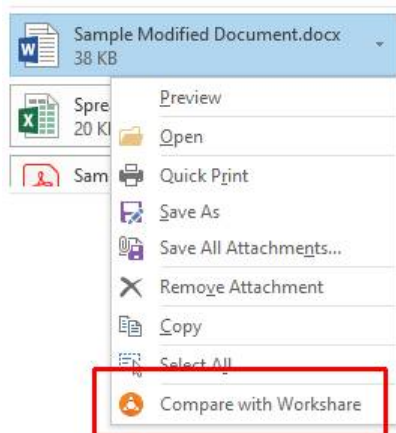 Sample Modified Document.docx
38 KB
Spre
20 K
Sam
Preview
Open
Quick Print
Save As
Save All Attachments...
Remove Attachment
Copy
Select All
Compare with Workshare